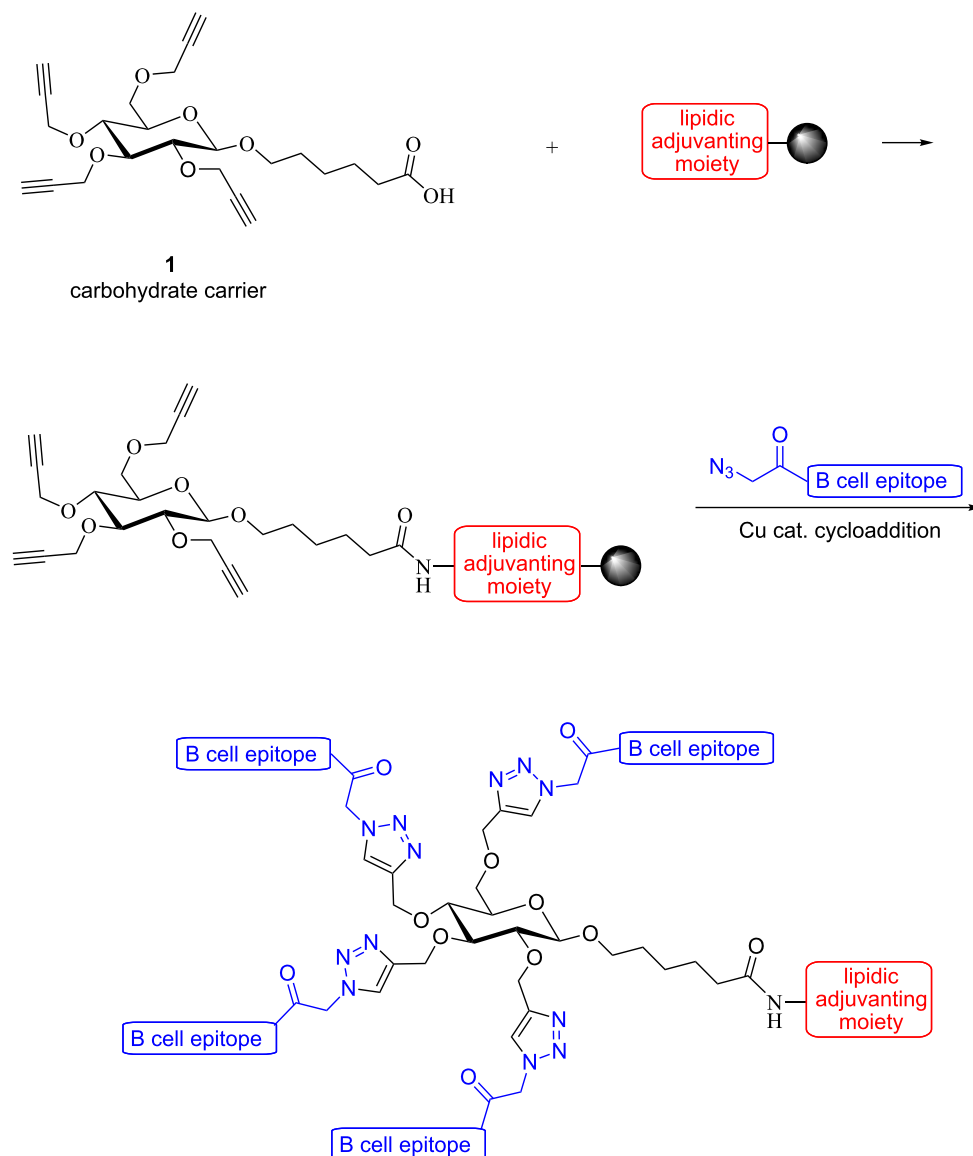 O
O
O
O
O
O
O
OH
+
lipidic
adjuvanting
moiety
1
carbohydrate carrier
O
O
O
O
O
O
O
N
H
lipidic
adjuvanting
moiety
O
N3
B cell epitope
Cu cat. cycloaddition
B cell epitope
O
N
N
N
O
B cell epitope
N
N
N
O
O
O
O
O
O
N
N
N
O
B cell epitope
O
N
H
lipidic
adjuvanting
moiety
N
N
N
O
B cell epitope